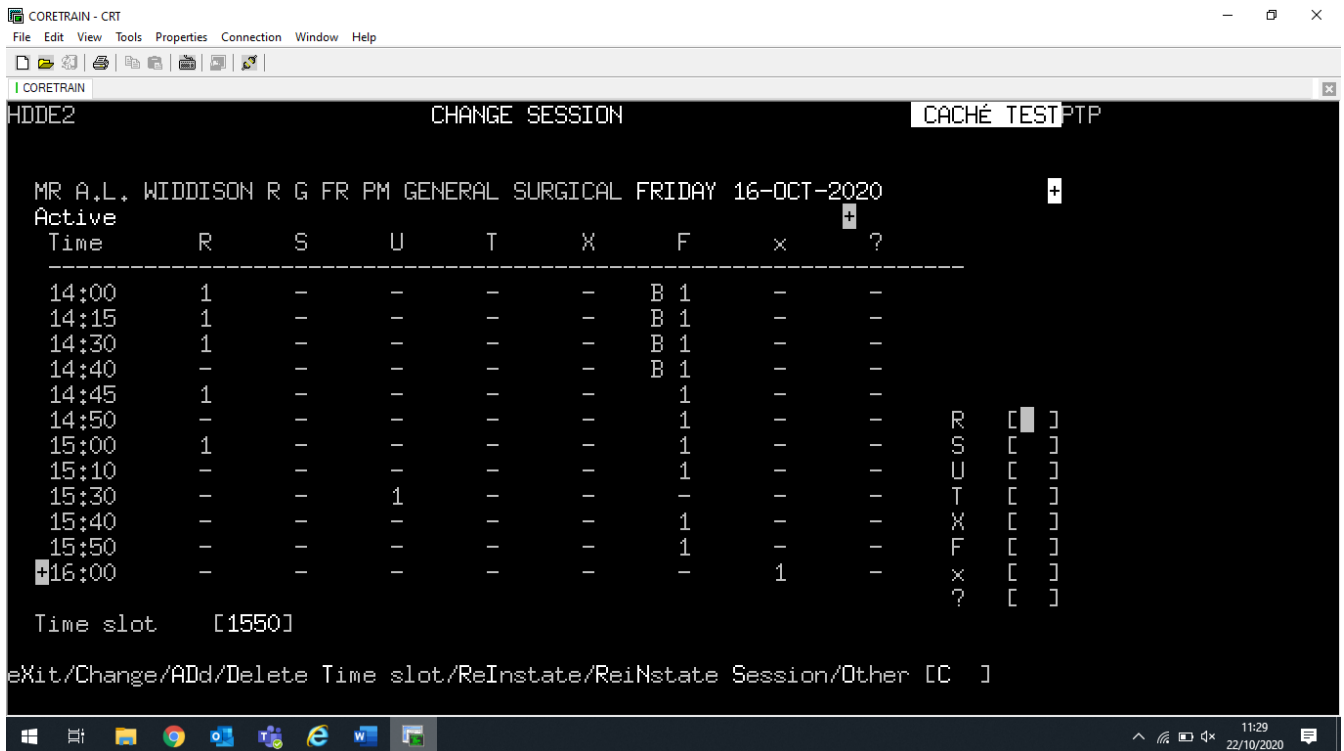 CORETRAIN - CRT
File Edit View Tools Properties Connection Window Help
CORETRAIN
HDDE2 CHANGE SESSION CACHÉ TESTPTP
MR A.L. WIDDISON R G FR PM GENERAL SURGICAL FRIDAY 16-OCT-2020 +
Active +
Time R S U T X F x ?
--------------------------------------------------------------------
14:00 1 - - - - B 1 - -
14:15 1 - - - - B 1 - -
14:30 1 - - - - B 1 - -
14:40 - - - - - B 1 - -
14:45 1 - - - - 1 - -
14:50 - - - - - 1 - - R [ ]
15:00 1 - - - - 1 - - S [ ]
15:10 - - - - - 1 - - U [ ]
15:30 - - 1 - - - - - T [ ]
15:40 - - - - - 1 - - X [ ]
15:50 - - - - - 1 - - F [ ]
+16:00 - - - - - - 1 - x [ ]
? [ ]
Time slot [1550]
eXit/Change/ADd/Delete Time slot/ReInstate/ReiNstate Session/Other [C ]
11:29
22/10/2020